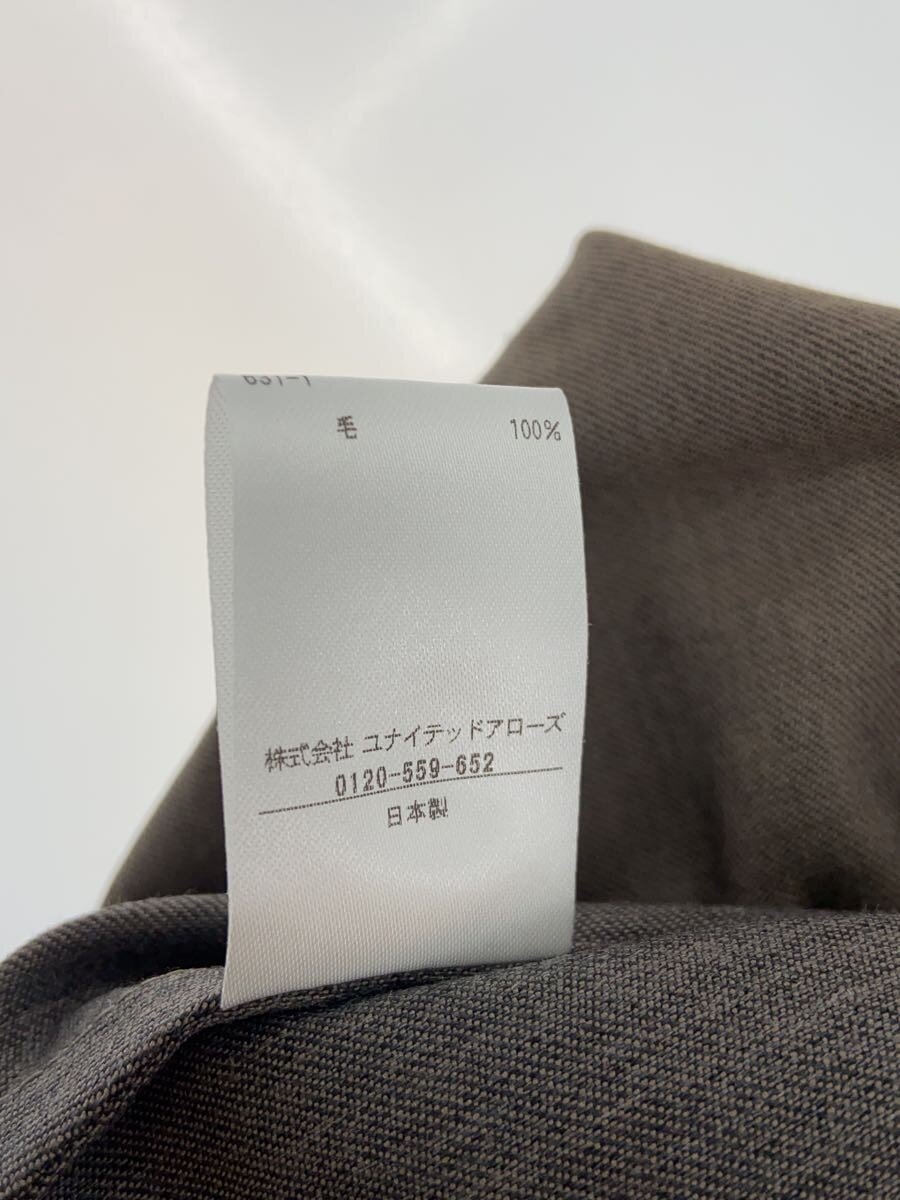 毛 100%
株式会社 ユナイテッドアローズ
0120-559-652
日本製